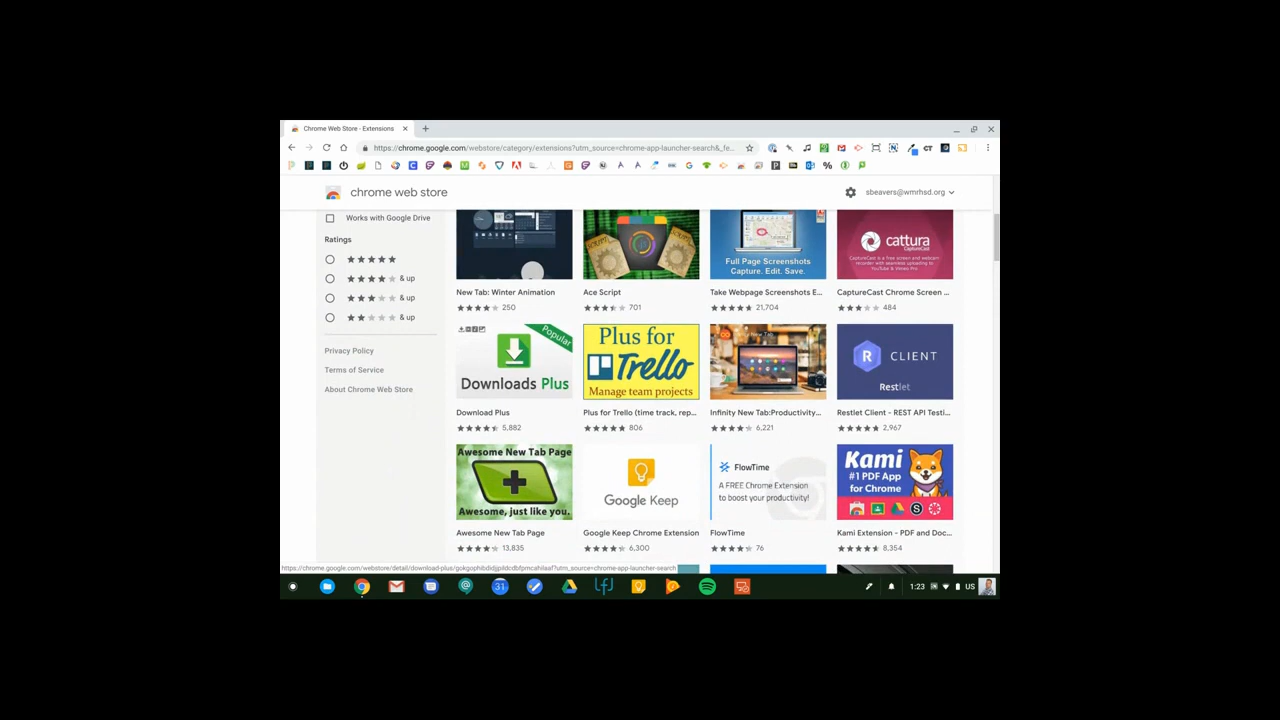 Chrome Web Store - Extensions
https://chrome.google.com/webstore/category/extensions?utm_source=chrome-app-launcher-search&_fe...
chrome web store
sbeavers@wmrhsd.org
Works with Google Drive
Ratings
& up
& up
& up
Privacy Policy
Terms of Service
About Chrome Web Store
Full Page Screenshots
Capture. Edit. Save.
cattura
CaptureCast
New Tab: Winter Animation
Ace Script
Take Webpage Screenshots E...
CaptureCast Chrome Screen ...
250
701
21,704
484
Popular
Downloads Plus
Plus for
Trello
Manage team projects
CLIENT
Restlet
Download Plus
Plus for Trello (time track, rep...
Infinity New Tab:Productivity...
Restlet Client - REST API Testi...
5,882
806
6,221
2,967
Awesome New Tab Page
Awesome, just like you.
Google Keep
FlowTime
A FREE Chrome Extension
to boost your productivity!
Kami
#1 PDF App
for Chrome
Awesome New Tab Page
Google Keep Chrome Extension
FlowTime
Kami Extension - PDF and Doc...
13,835
6,300
76
8,354
1:23
US